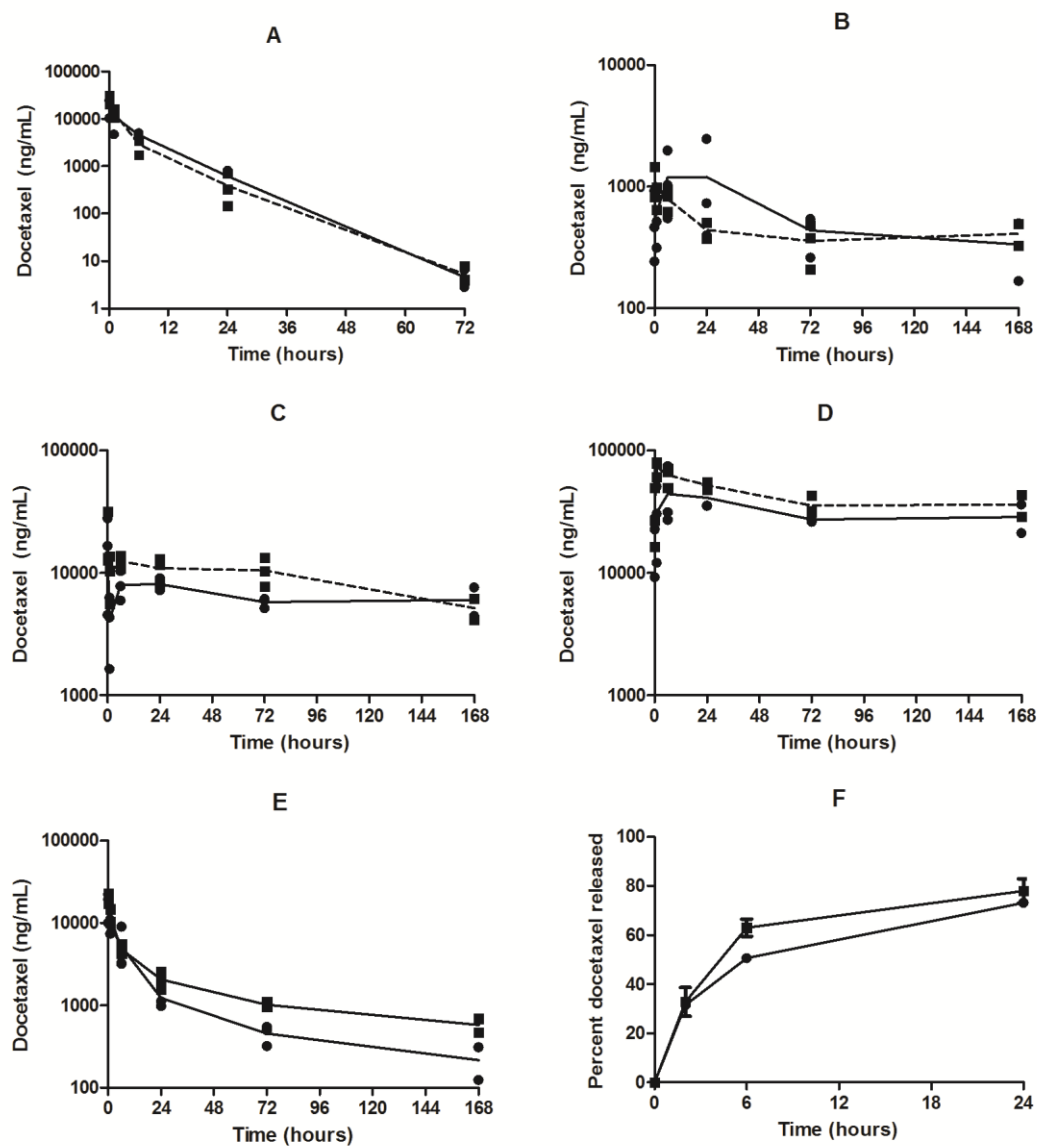 A
Docetaxel (ng/mL)
100000
10000
1000
100
10
1
0 12 24 36 48 60 72
Time (hours)
B
Docetaxel (ng/mL)
10000
1000
100
0 24 48 72 96 120 144 168
Time (hours)
C
Docetaxel (ng/mL)
100000
10000
1000
0 24 48 72 96 120 144 168
Time (hours)
D
Docetaxel (ng/mL)
100000
10000
1000
0 24 48 72 96 120 144 168
Time (hours)
E
Docetaxel (ng/mL)
100000
10000
1000
100
0 24 48 72 96 120 144 168
Time (hours)
F
Percent docetaxel released
100
80
60
40
20
0
0 6 12 18 24
Time (hours)